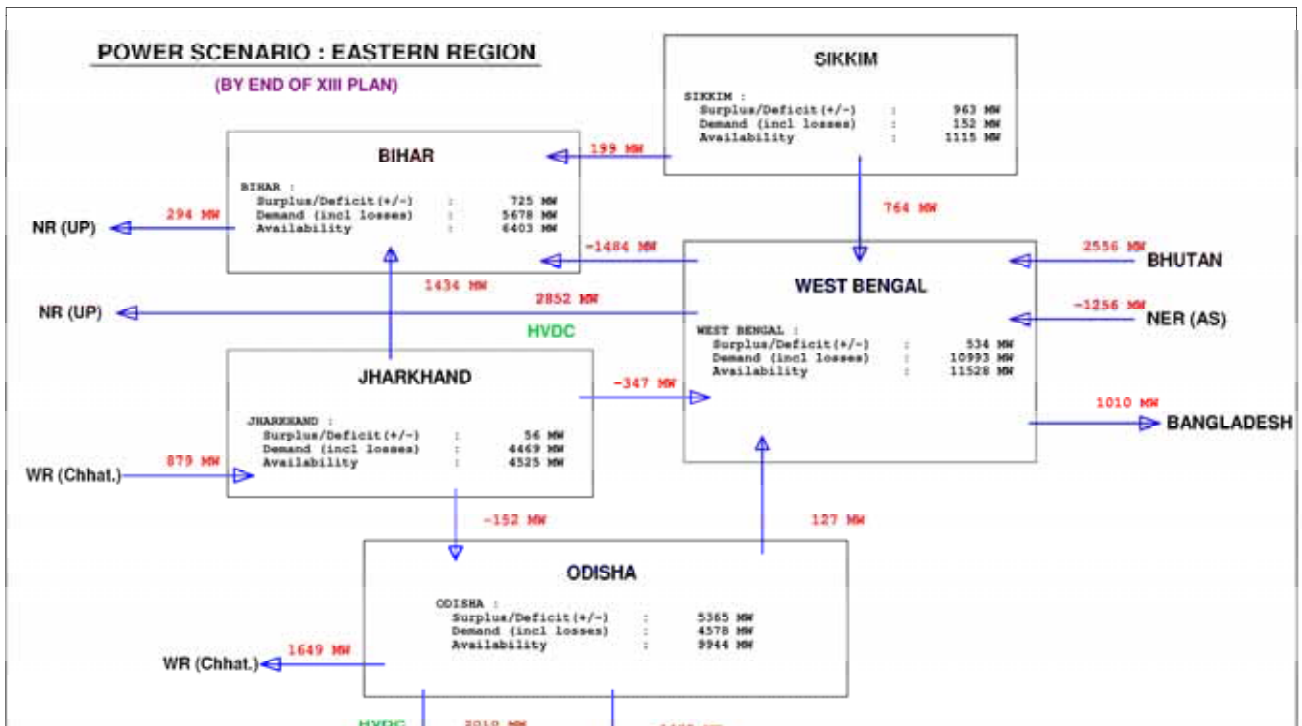 POWER SCENARIO : EASTERN REGION
(BY END OF XIII PLAN)
SIKKIM
SIKKIM :
Surplus/Deficit(+/-) : 963 MW
Demand (incl losses) : 152 MW
Availability : 1115 MW
199 MW
BIHAR
BIHAR :
Surplus/Deficit(+/-) : 725 MW
Demand (incl losses) : 5678 MW
Availability : 6403 MW
294 MW
NR (UP)
764 MW
-1484 MW
2556 MW
BHUTAN
WEST BENGAL
1434 MW
2852 MW
NR (UP)
HVDC
-1256 MW
NER (AS)
WEST BENGAL :
Surplus/Deficit(+/-) : 534 MW
Demand (incl losses) : 10993 MW
Availability : 11528 MW
JHARKHAND
-347 MW
1010 MW
BANGLADESH
JHARKHAND :
Surplus/Deficit(+/-) : 56 MW
Demand (incl losses) : 4469 MW
Availability : 4525 MW
879 MW
WR (Chhat.)
-152 MW
127 MW
ODISHA
ODISHA :
Surplus/Deficit(+/-) : 5365 MW
Demand (incl losses) : 4578 MW
Availability : 9944 MW
1649 MW
WR (Chhat.)
HVDC
2010 MW